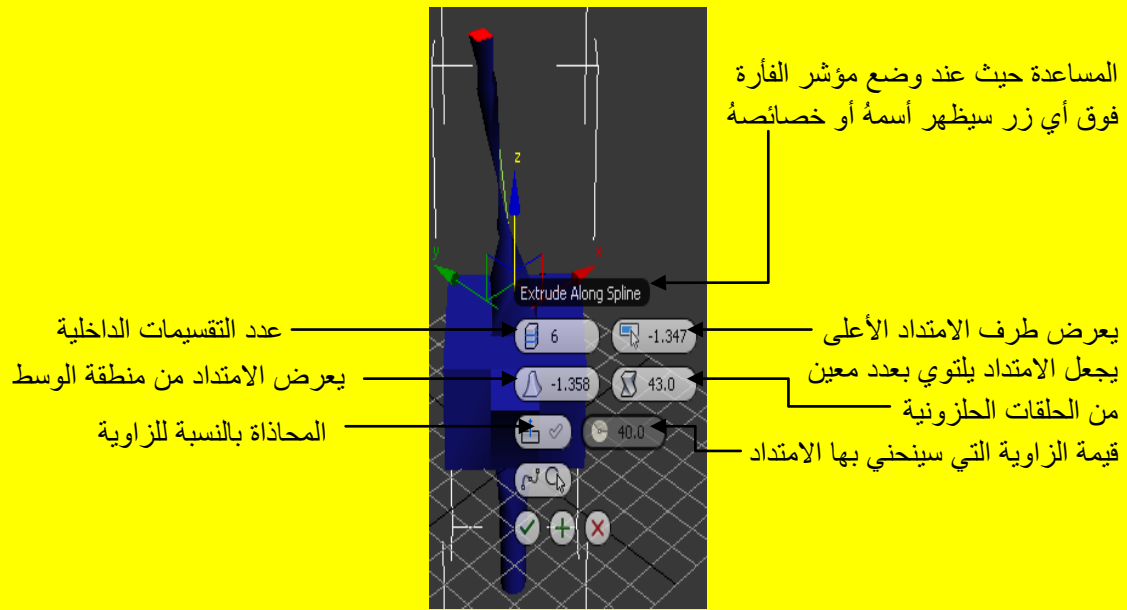 المساعدة حيث عند وضع مؤشر الفأرة
فوق أي زر سيظهر أسمهُ أو خصائصهُ
z
y
x
Extrude Along Spline
يعرض طرف الامتداد الأعلى
-1.347
6
عدد التقسيمات الداخلية
يجعل الامتداد يلتوي بعدد معين
من الحلقات الحلزونية
43.0
-1.358
يعرض الامتداد من منطقة الوسط
قيمة الزاوية التي سينحني بها الامتداد
40.0
المحاذاة بالنسبة للزاوية